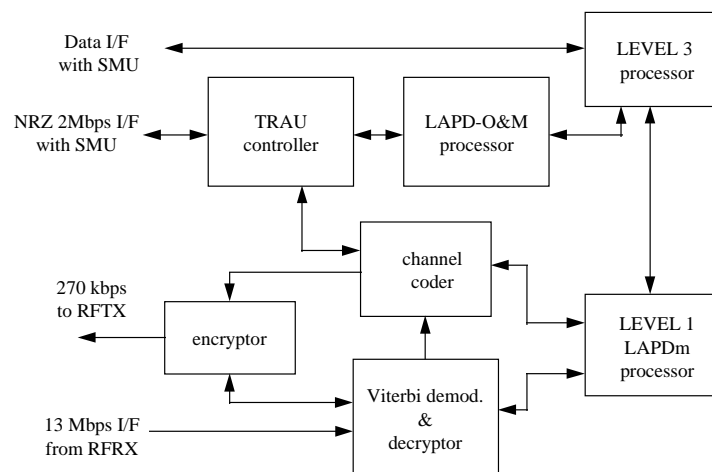 Data I/F
with SMU
LEVEL 3
processor
NRZ 2Mbps I/F
with SMU
TRAU
controller
LAPD-O&M
processor
channel
coder
270 kbps
to RFTX
encryptor
LEVEL 1
LAPDm
processor
Viterbi demod.
&
decryptor
13 Mbps I/F
from RFRX